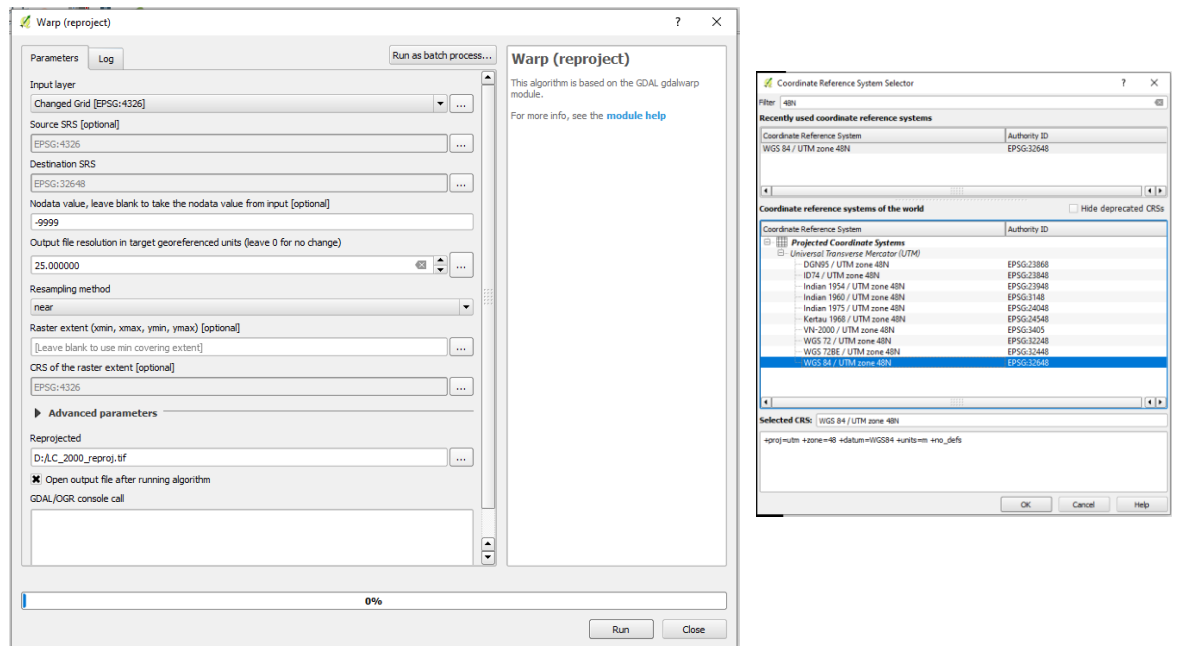 Warp (reproject)
?
Parameters
Log
Run as batch process...
Input layer
Changed Grid [EPSG:4326]
...
Source SRS [optional]
EPSG:4326
...
Destination SRS
EPSG:32648
...
Nodata value, leave blank to take the nodata value from input [optional]
-9999
Output file resolution in target georeferenced units (leave 0 for no change)
25.000000
...
Resampling method
near
Raster extent (xmin, xmax, ymin, ymax) [optional]
[Leave blank to use min covering extent]
...
CRS of the raster extent [optional]
EPSG:4326
...
Advanced parameters
Reprojected
D:/LC_2000_reproj.tif
...
Open output file after running algorithm
GDAL/OGR console call
0%
Run
Close
Warp (reproject)
This algorithm is based on the GDAL gdalwarp
module.
For more info, see the module help
Coordinate Reference System Selector
?
Filter 48N
Recently used coordinate reference systems
Coordinate Reference System Authority ID
WGS 84 / UTM zone 48N EPSG:32648
Coordinate reference systems of the world
Hide deprecated CRSs
Coordinate Reference System Authority ID
Projected Coordinate Systems
Universal Transverse Mercator (UTM)
DGN95 / UTM zone 48N EPSG:23868
ID74 / UTM zone 48N EPSG:23848
Indian 1954 / UTM zone 48N EPSG:23948
Indian 1960 / UTM zone 48N EPSG:3148
Indian 1975 / UTM zone 48N EPSG:24048
Kertau 1968 / UTM zone 48N EPSG:24548
VN-2000 / UTM zone 48N EPSG:3405
WGS 72 / UTM zone 48N EPSG:32248
WGS 72BE / UTM zone 48N EPSG:32448
WGS 84 / UTM zone 48N EPSG:32648
Selected CRS: WGS 84 / UTM zone 48N
+proj=utm +zone=48 +datum=WGS84 +units=m +no_defs
OK
Cancel
Help